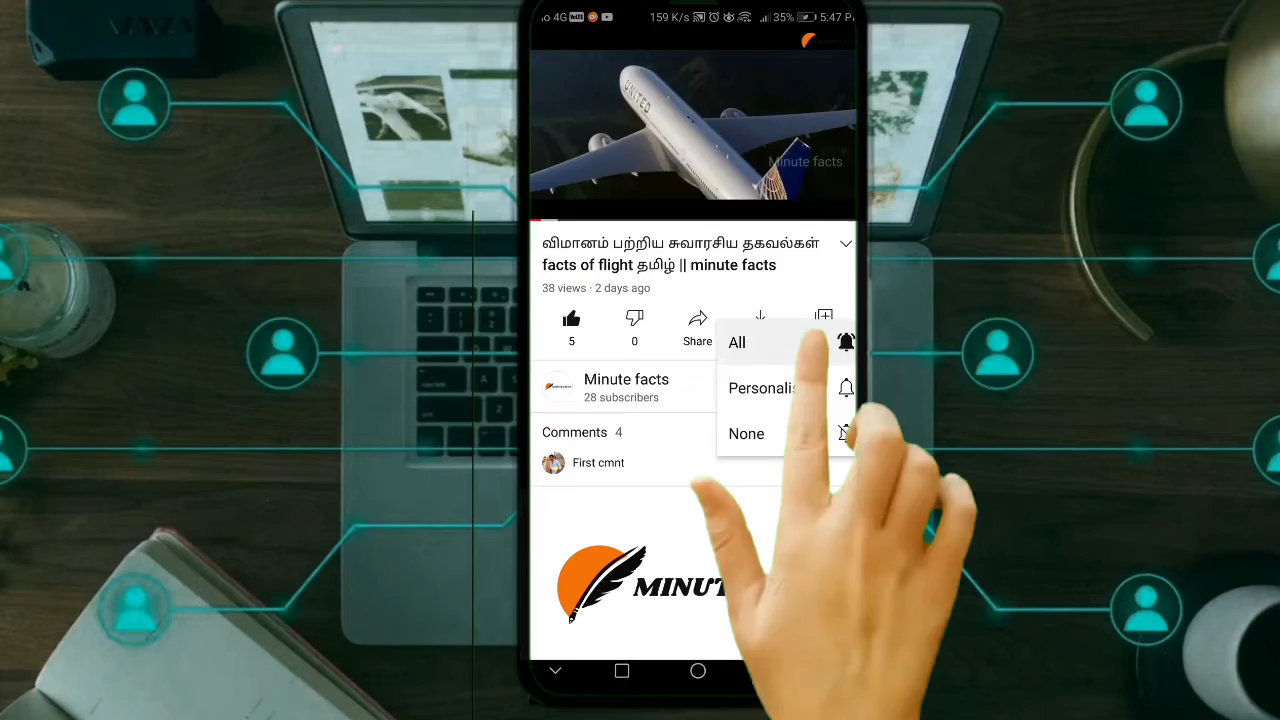 4G VoLTE 159 K/s 35% 5:47 P
UNITED
Minute facts
விமானம் பற்றிய சுவாரசிய தகவல்கள்
facts of flight தமிழ் || minute facts
38 views · 2 days ago
5
0
Share
All
Personalis
None
Minute facts
28 subscribers
Comments 4
First cmnt
MINUT